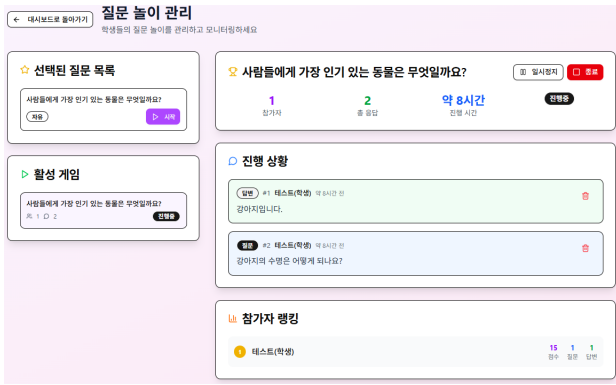 ← 대시보드로 돌아가기
질문 놀이 관리
학생들의 질문 놀이를 관리하고 모니터링하세요
선택된 질문 목록
사람들에게 가장 인기 있는 동물은 무엇일까요?
자유
시작
활성 게임
사람들에게 가장 인기 있는 동물은 무엇일까요?
1 2
진행중
사람들에게 가장 인기 있는 동물은 무엇일까요?
일시정지
종료
1 2 약 8시간 진행중
참가자 총 응답 진행 시간
진행 상황
답변 #1 테스트(학생) 약 8시간 전
강아지입니다.
질문 #2 테스트(학생) 약 8시간 전
강아지의 수명은 어떻게 되나요?
참가자 랭킹
1 테스트(학생)
15 1 1
점수 질문 답변